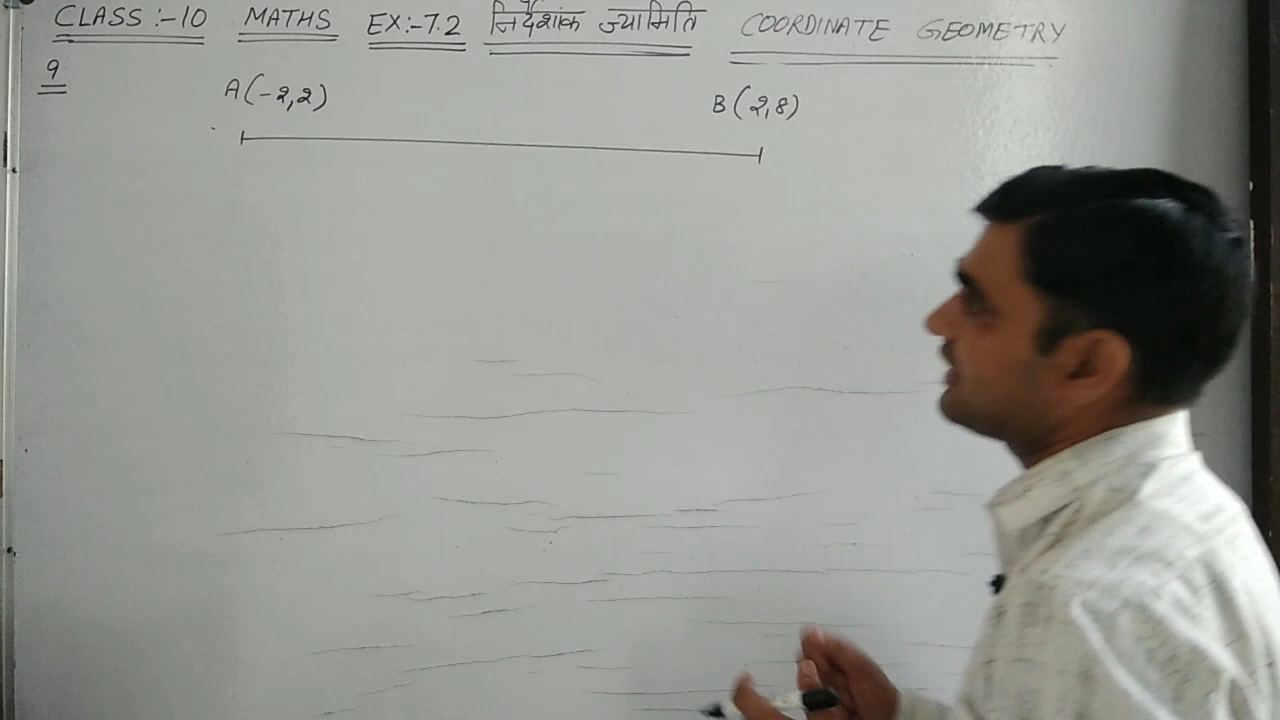 CLASS :- 10 MATHS EX:- 7.2 निर्देशांक ज्यामिति COORDINATE GEOMETRY
9
A(-2,2) B(2,8)